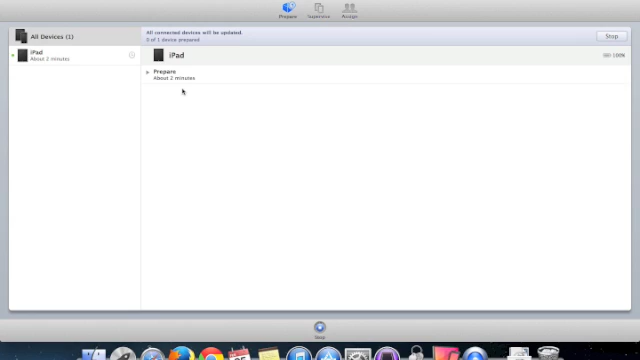 Prepare
Supervise
Assign
All Devices (1)
All connected devices will be updated.
0 of 1 device prepared
Stop
iPad
About 2 minutes
iPad
100%
Prepare
About 2 minutes
Stop